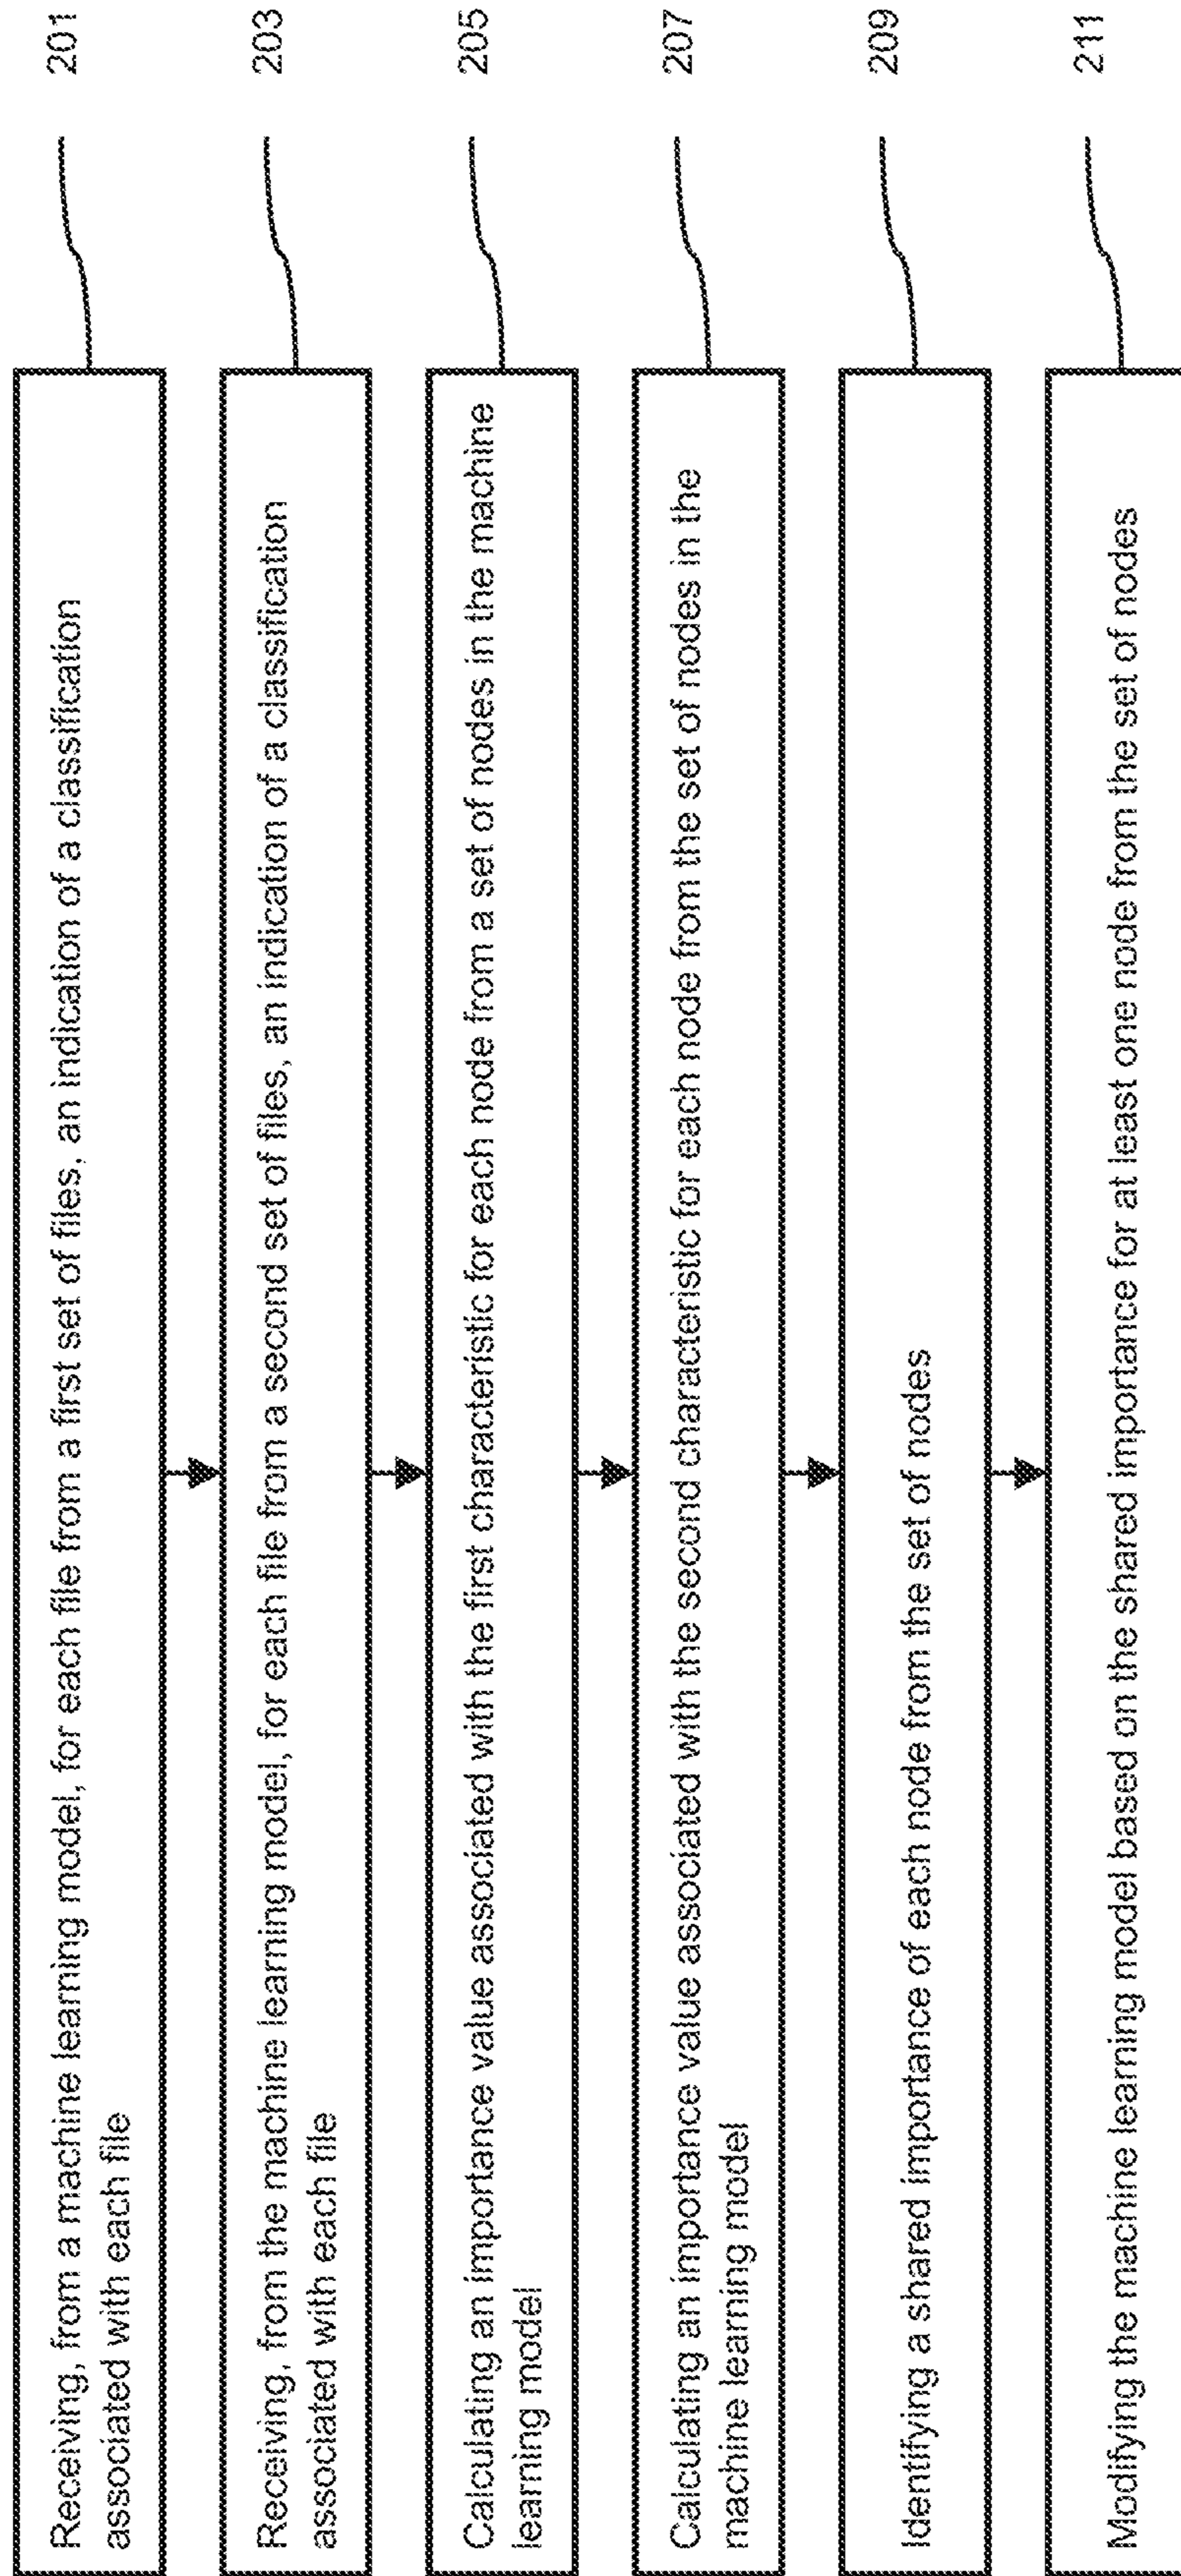 Receiving, from a machine learning model, for each file from a first set of files, an indication of a classification
associated with each file
201
Receiving, from the machine learning model, for each file from a second set of files, an indication of a classification
associated with each file
203
Calculating an importance value associated with the first characteristic for each node from a set of nodes in the machine
learning model
205
Calculating an importance value associated with the second characteristic for each node from the set of nodes in the
machine learning model
207
Identifying a shared importance of each node from the set of nodes
209
Modifying the machine learning model based on the shared importance for at least one node from the set of nodes
211